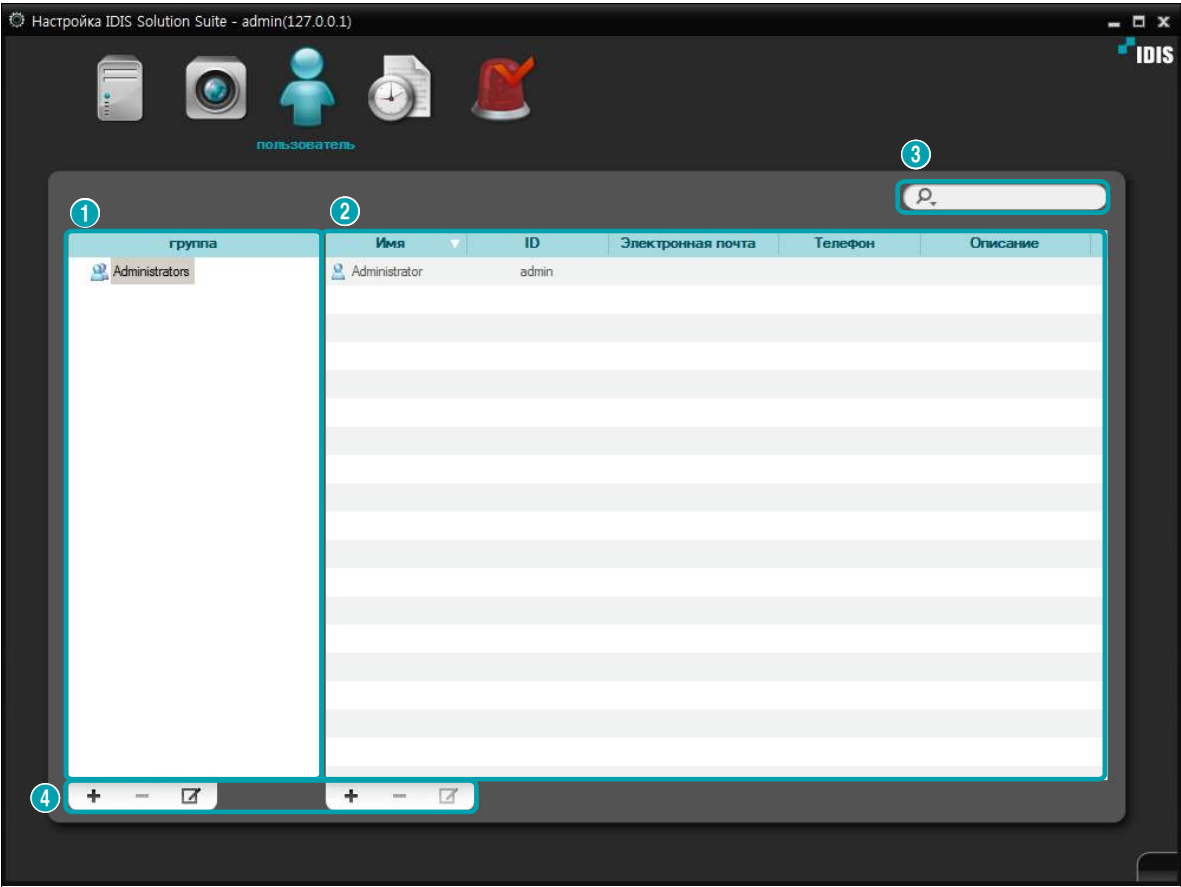 Настройка IDIS Solution Suite - admin(127.0.0.1)
IDIS
пользователь
3
1
2
группа
Имя ID Электронная почта Телефон Описание
Administrators
Administrator admin
4